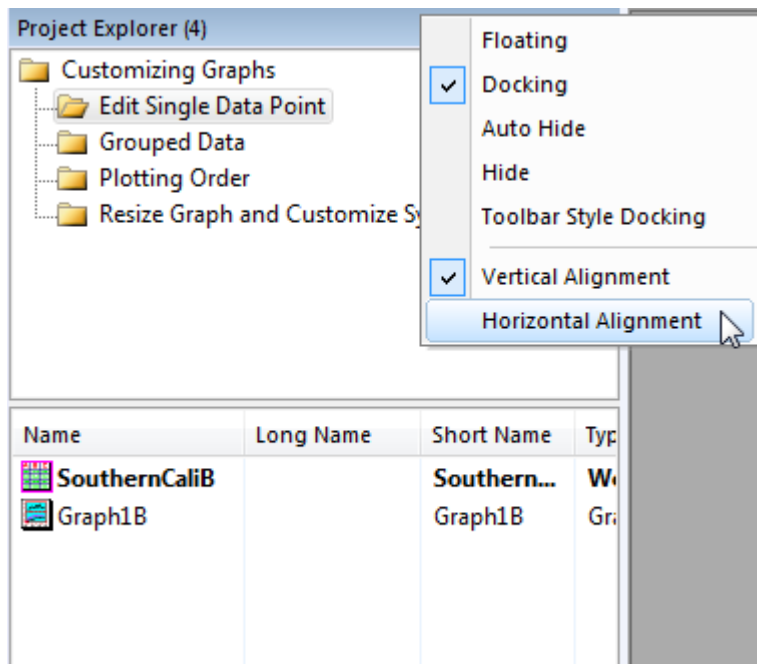 Project Explorer (4)
Customizing Graphs
Edit Single Data Point
Grouped Data
Plotting Order
Resize Graph and Customize
Floating
Docking
Auto Hide
Hide
Toolbar Style Docking
Vertical Alignment
Horizontal Alignment
Name Long Name Short Name Typ
SouthernCaliB Southern...
Graph1B Graph1B